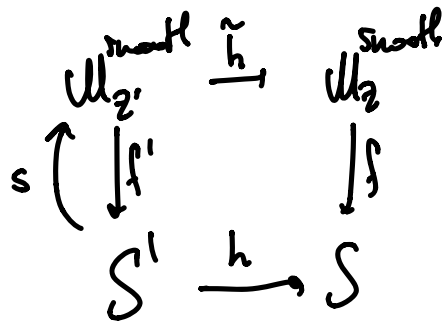 𝓜_{z'}^{smooth} h̃ 𝓜_z^{smooth}
s f' f
S' h S